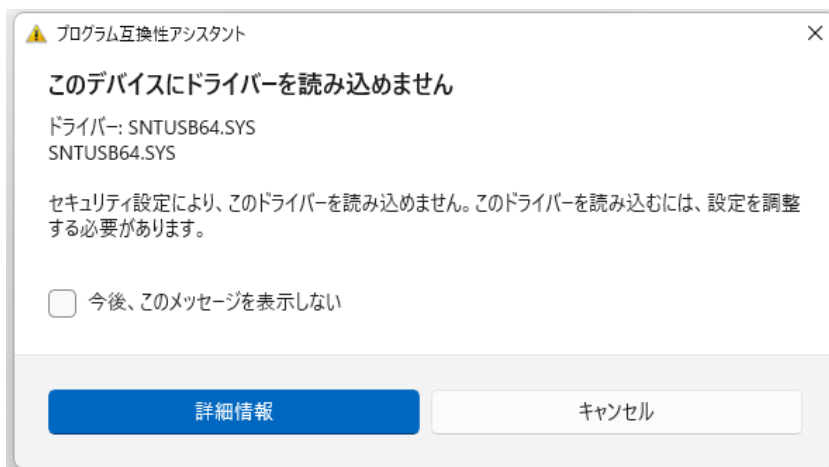 プログラム互換性アシスタント
このデバイスにドライバーを読み込めません
ドライバー: SNTUSB64.SYS
SNTUSB64.SYS
セキュリティ設定により、このドライバーを読み込めません。このドライバーを読み込むには、設定を調整
する必要があります。
今後、このメッセージを表示しない
詳細情報
キャンセル